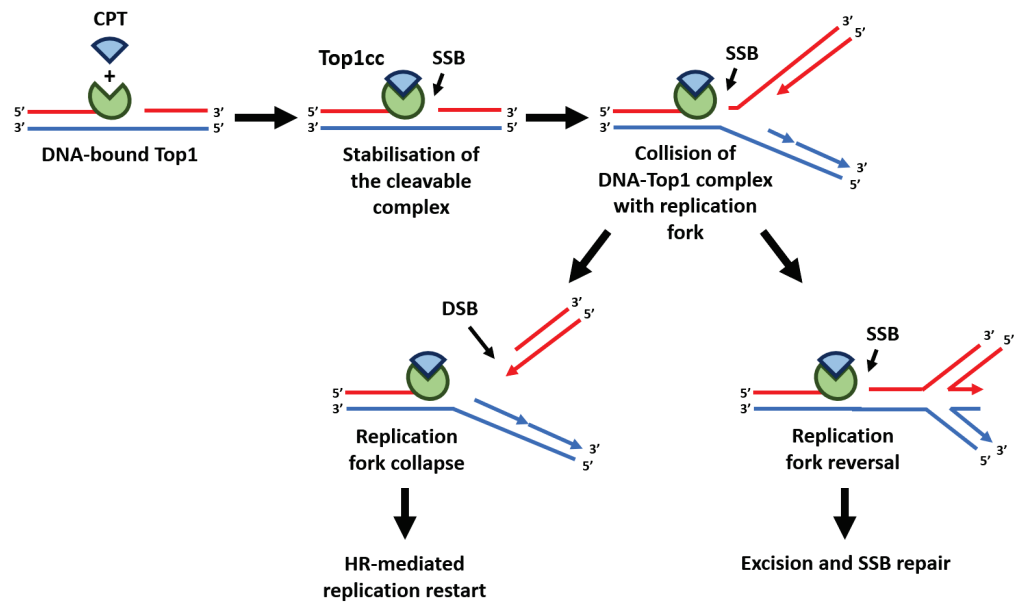 CPT
+
5’
3’
3’
5’
DNA-bound Top1
Top1cc
SSB
5’
3’
3’
5’
Stabilisation of
the cleavable
complex
SSB
3’
5’
5’
3’
3’
5’
Collision of
DNA-Top1 complex
with replication
fork
DSB
3’
5’
5’
3’
3’
5’
Replication
fork collapse
HR-mediated
replication restart
SSB
3’
5’
5’
3’
3’
5’
Replication
fork reversal
Excision and SSB repair